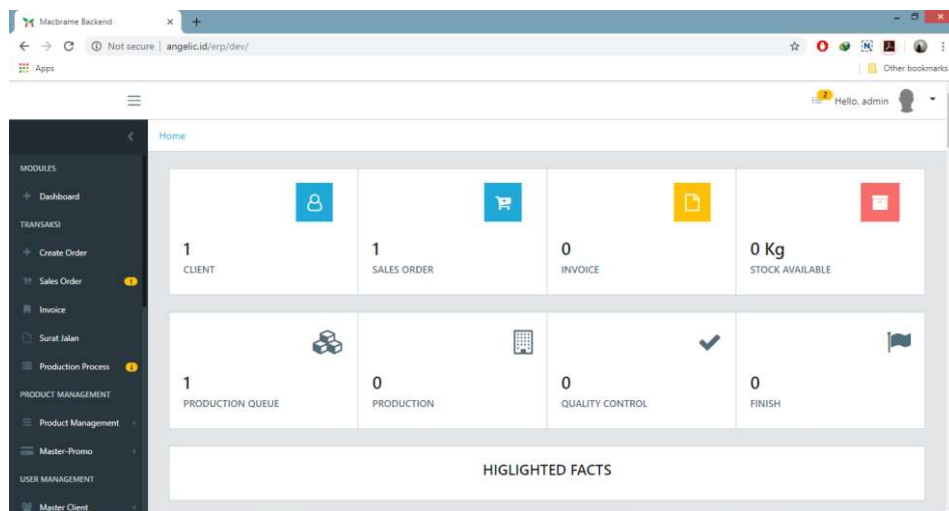 Macbrame Backend
Not secure | angelic.id/erp/dev/
Apps
Other bookmarks
2
Hello, admin
Home
MODULES
Dashboard
TRANSAKSI
Create Order
Sales Order 1
Invoice
Surat Jalan
Production Process
PRODUCT MANAGEMENT
Product Management
Master-Promo
USER MANAGEMENT
Master Client
1
CLIENT
1
SALES ORDER
0
INVOICE
0 Kg
STOCK AVAILABLE
1
PRODUCTION QUEUE
0
PRODUCTION
0
QUALITY CONTROL
0
FINISH
HIGLIGHTED FACTS